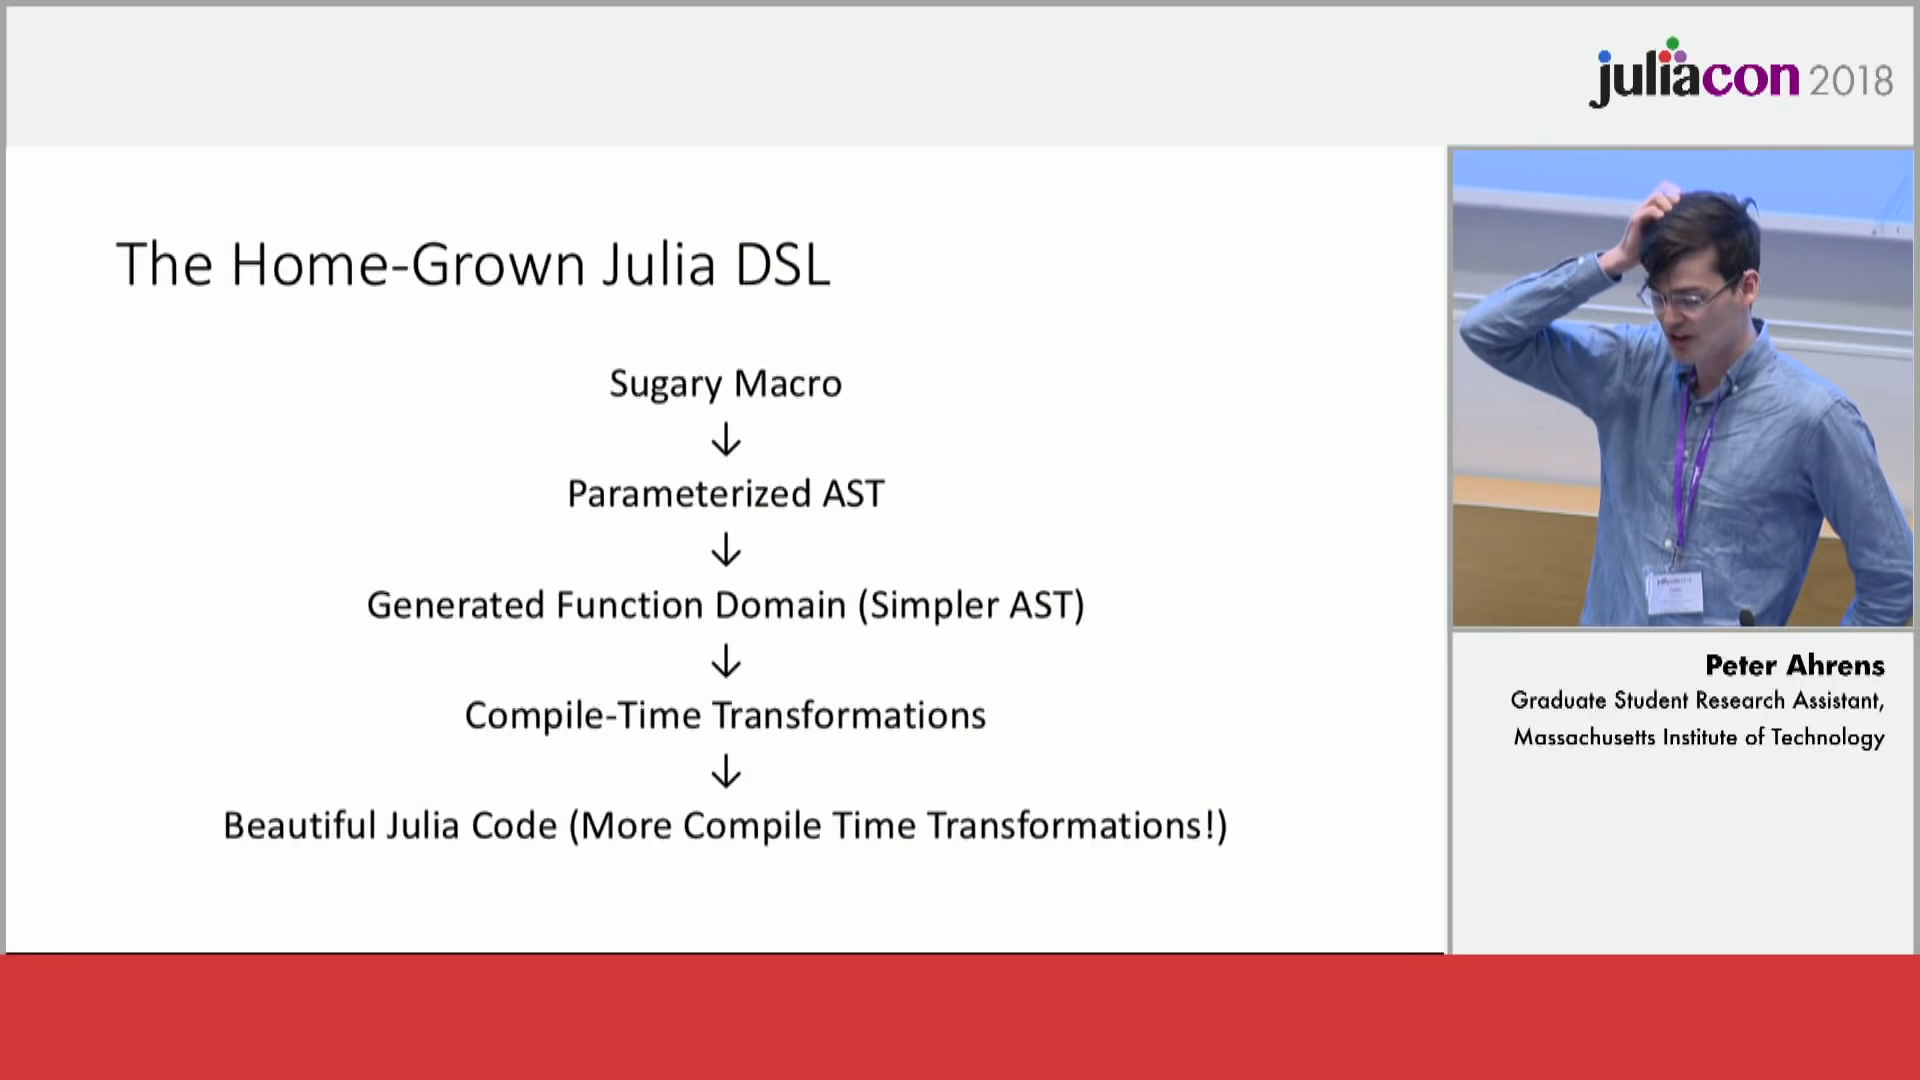 juliacon 2018
The Home-Grown Julia DSL
Sugary Macro
↓
Parameterized AST
↓
Generated Function Domain (Simpler AST)
↓
Compile-Time Transformations
↓
Beautiful Julia Code (More Compile Time Transformations!)
Peter Ahrens
Graduate Student Research Assistant,
Massachusetts Institute of Technology